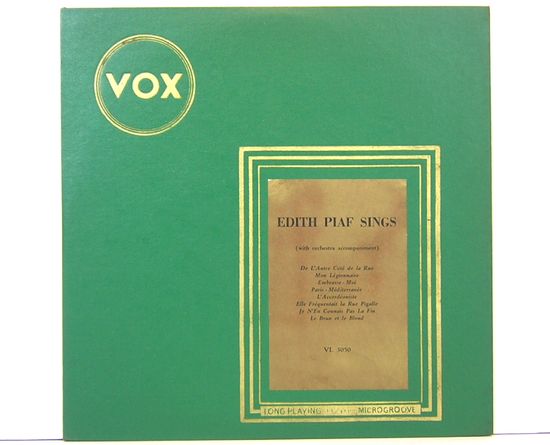 VOX
EDITH PIAF SINGS
(with orchestra accompaniment)
De L'Autre Coté de la Rue
Mon Légionnaire
Embrasse - Moi
Paris - Méditerranée
L'Accordéoniste
Elle Fréquentait la Rue Pigalle
Je N'En Connais Pas La Fin
Le Brun et le Blond
VL 3050
LONG PLAYING MICROGROOVE